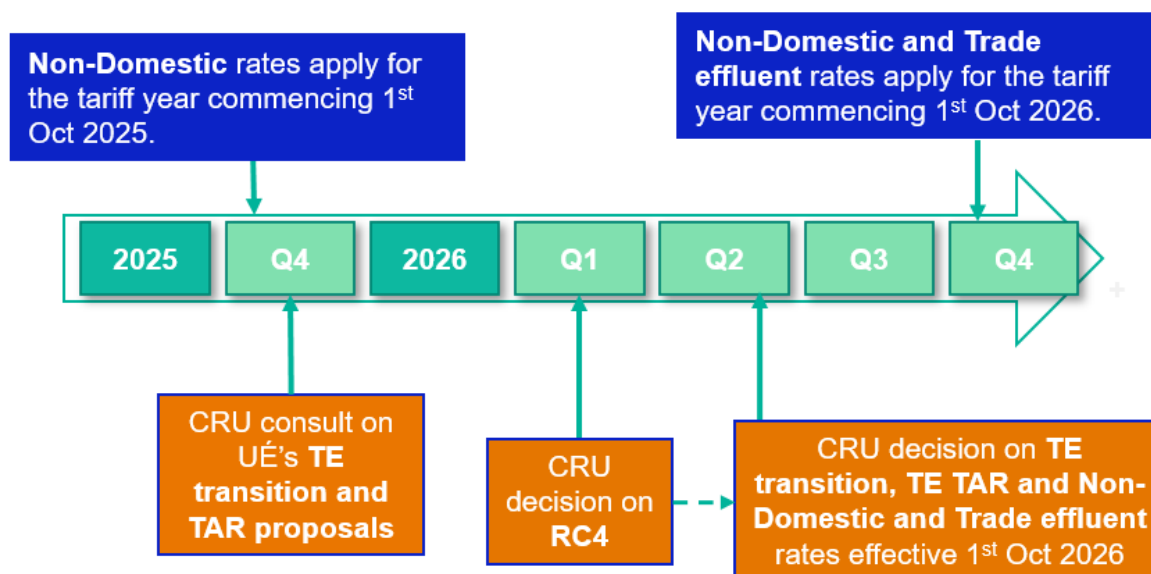 Non-Domestic rates apply for
the tariff year commencing 1st
Oct 2025.
Non-Domestic and Trade
effluent rates apply for the tariff
year commencing 1st Oct 2026.
2025
Q4
2026
Q1
Q2
Q3
Q4
CRU consult on
UÉ’s TE
transition and
TAR proposals
CRU
decision on
RC4
CRU decision on TE
transition, TE TAR and Non-
Domestic and Trade effluent
rates effective 1st Oct 2026